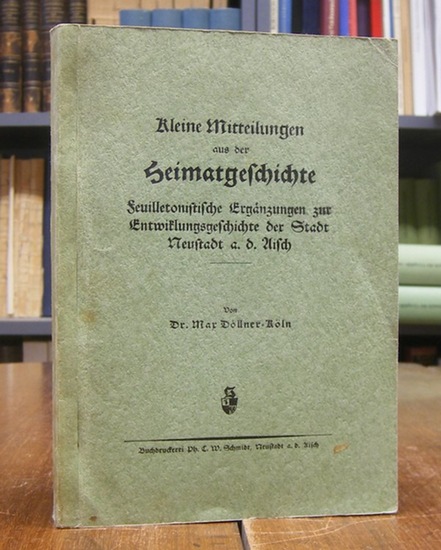 Kleine Mitteilungen
aus der
Heimatgeschichte
Feuilletonistische Ergänzungen zur
Entwiklungsgeschichte der Stadt
Neustadt a. d. Aisch
Von
Dr. Max Döllner-Köln
Buchdruckerei Ph. C. W. Schmidt, Neustadt a. d. Aisch